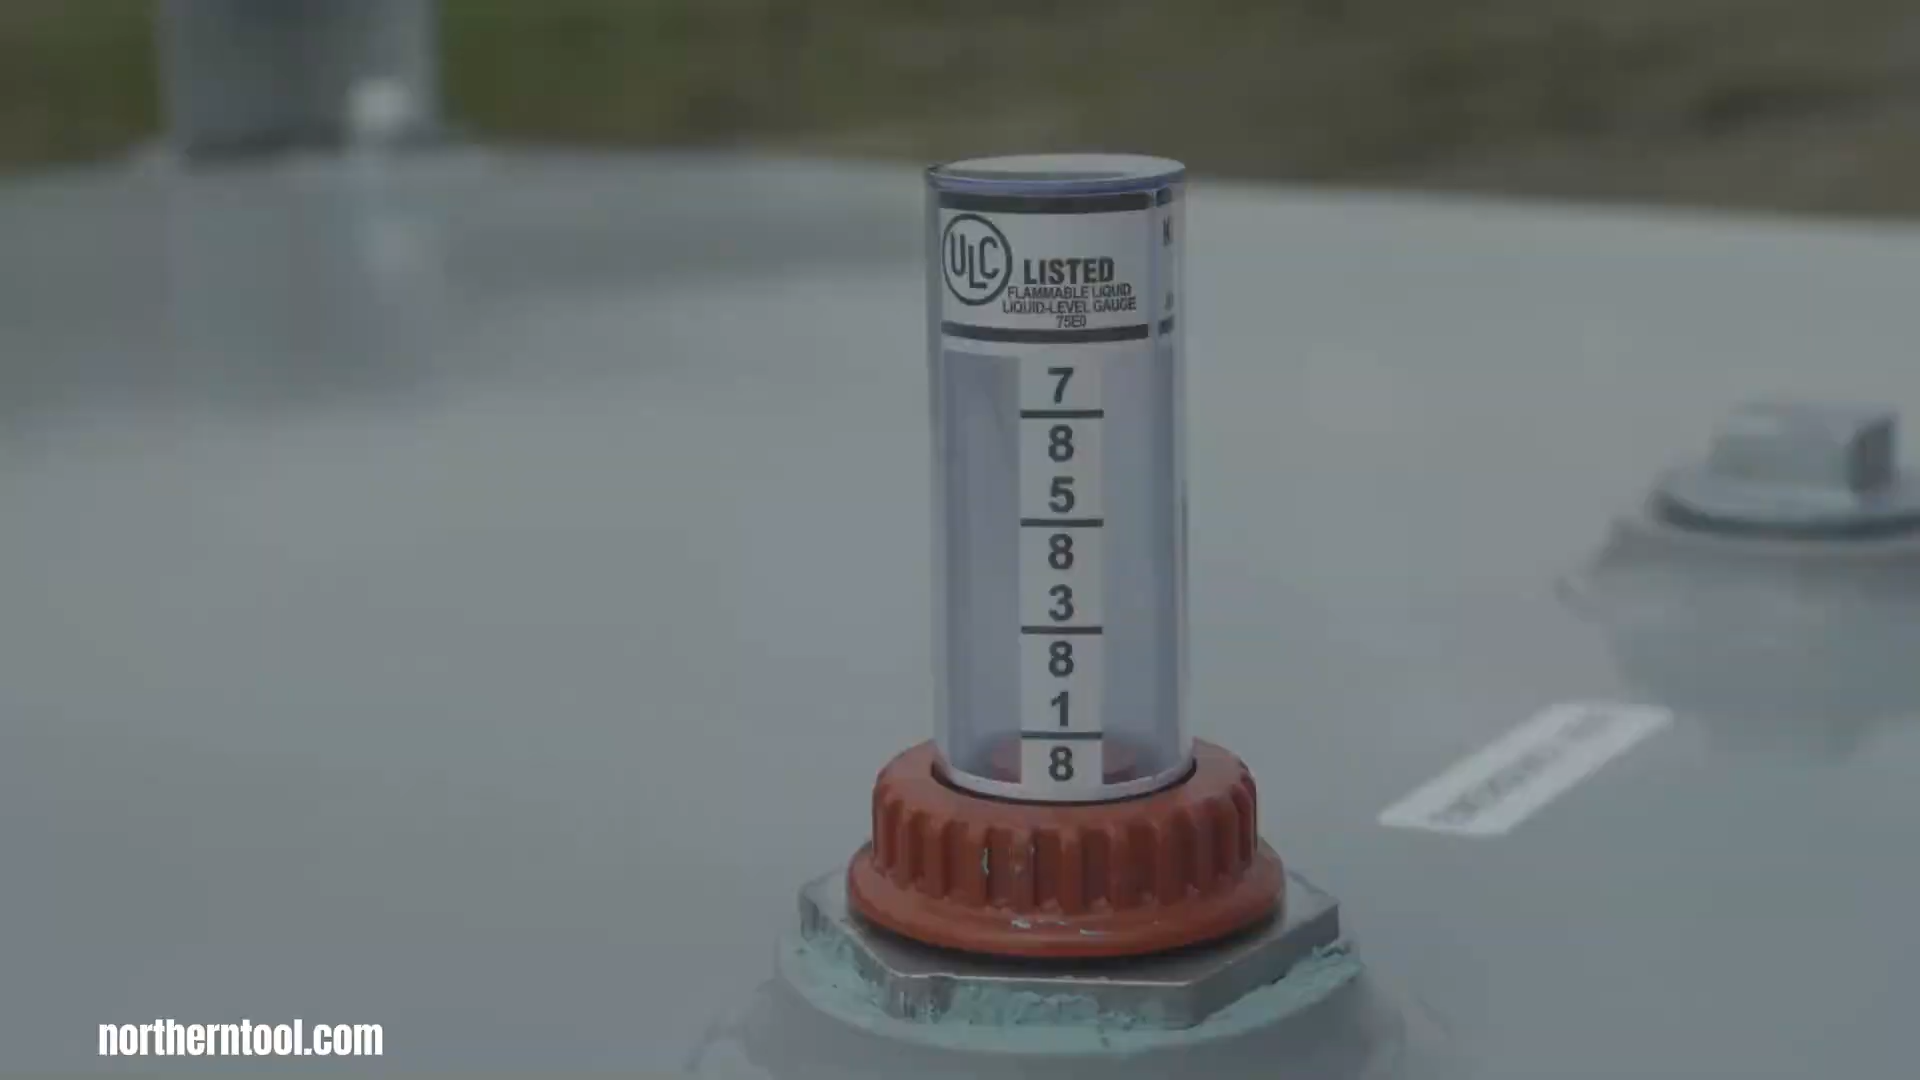 ULC
LISTED
FLAMMABLE LIQUID
LIQUID-LEVEL GAUGE
75E0
K
7
8
5
8
3
8
1
8
northerntool.com